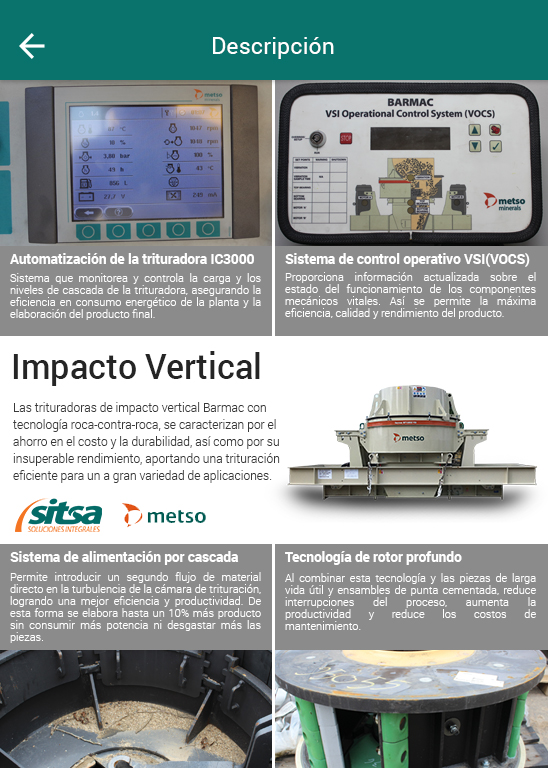 Descripción
metso
minerals
67 °C
1047 rpm
18 %
1048 rpm
3,88 bar
100 %
49 h
43 °C
806 L
27,7 V
BARMAC
VSI Operational Control System (VOCS)
STOP
metso
minerals
Automatización de la trituradora IC3000
Sistema que monitorea y controla la carga y los
niveles de cascada de la trituradora, asegurando la
eficiencia en consumo energético de la planta y la
elaboración del producto final.
Sistema de control operativo VSI(VOCS)
Proporciona información actualizada sobre el
estado del funcionamiento de los componentes
mecánicos vitales. Así se permite la máxima
eficiencia, calidad y rendimiento del producto.
Impacto Vertical
Las trituradoras de impacto vertical Barmac con
tecnología roca-contra-roca, se caracterizan por el
ahorro en el costo y la durabilidad, así como por su
insuperable rendimiento, aportando una trituración
eficiente para un a gran variedad de aplicaciones.
metso
sitsa
SOLUCIONES INTEGRALES
metso
Sistema de alimentación por cascada
Permite introducir un segundo flujo de material
directo en la turbulencia de la cámara de trituración,
logrando una mejor eficiencia y productividad. De
esta forma se elabora hasta un 10% más producto
sin consumir más potencia ni desgastar más las
piezas.
Tecnología de rotor profundo
Al combinar esta tecnología y las piezas de larga
vida útil y ensambles de punta cementada, reduce
interrupciones del proceso, aumenta la
productividad y reduce los costos de
mantenimiento.